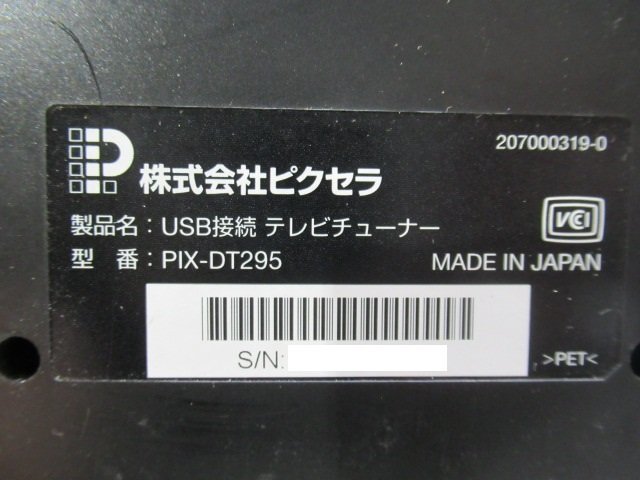 207000319-0
株式会社ピクセラ
製品名：USB接続 テレビチューナー
VCCI
型　番：PIX-DT295
MADE IN JAPAN
S/N:
>PET<